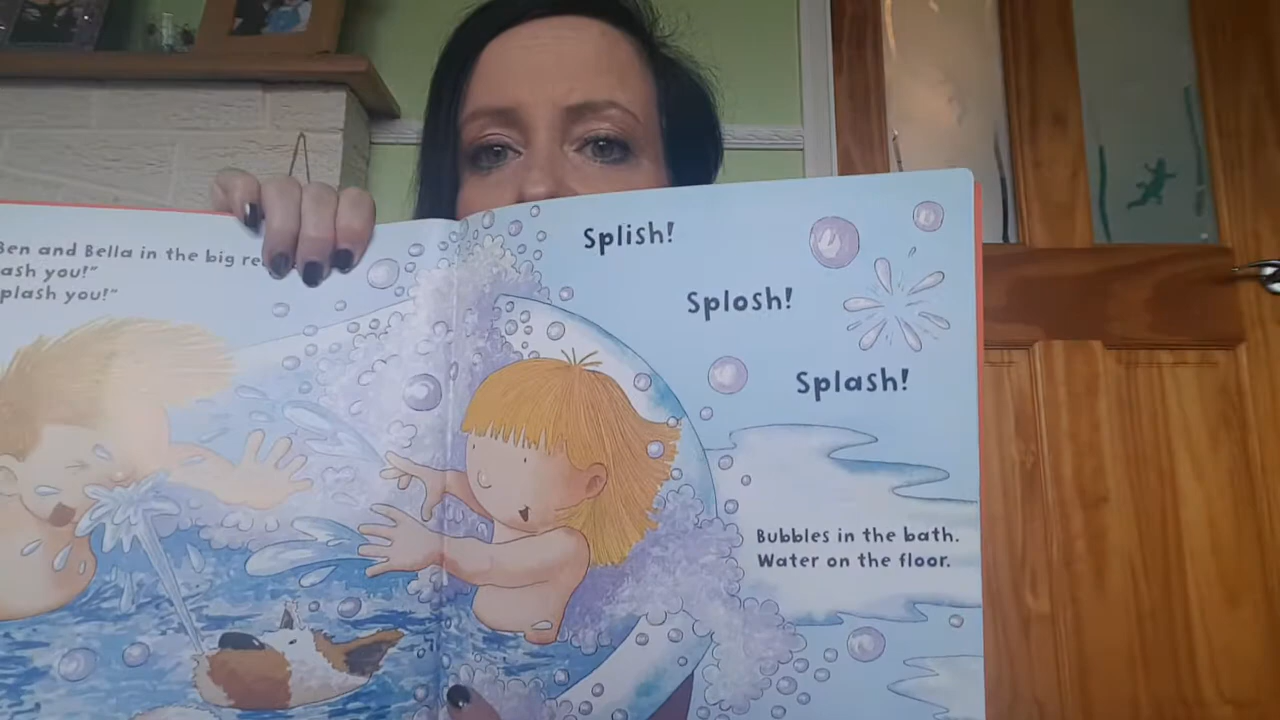 Ben and Bella in the big
ash you!"
plash you!"
Splish!
Splosh!
Splash!
Bubbles in the bath.
Water on the floor.